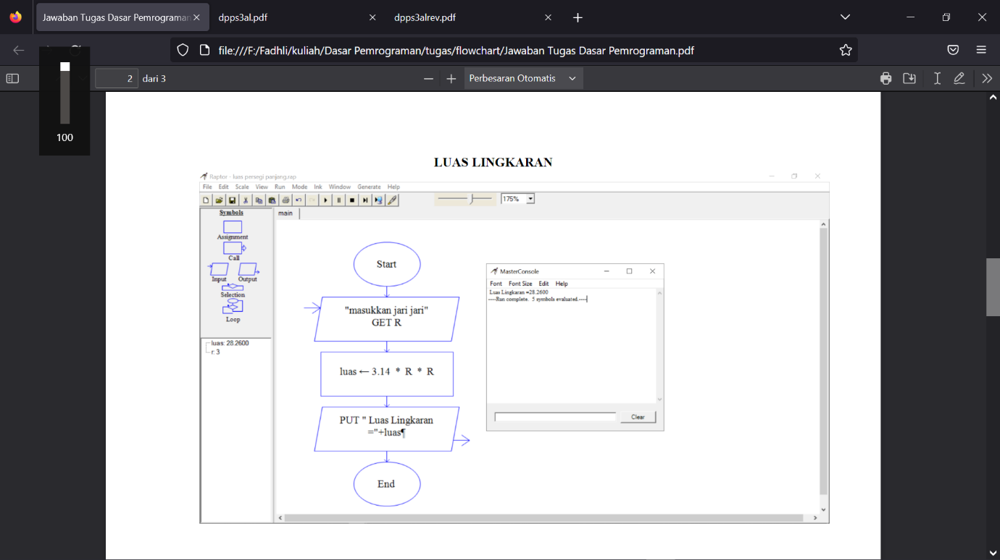 Jawaban Tugas Dasar Pemrograman
dpps3al.pdf
dpps3alrev.pdf
file:///F:/Fadhli/kuliah/Dasar Pemrograman/tugas/flowchart/Jawaban Tugas Dasar Pemrograman.pdf
2 dari 3
Perbesaran Otomatis
100
LUAS LINGKARAN
Raptor - luas persegi panjang.rap
File Edit Scale View Run Mode Ink Window Generate Help
175%
Symbols
main
Assignment
Call
Input Output
Selection
Loop
luas: 28.2600
r: 3
Start
"masukkan jari jari"
GET R
luas ← 3.14 * R * R
PUT " Luas Lingkaran
="+luas¶
End
MasterConsole
Font Font Size Edit Help
Luas Lingkaran =28.2600
----Run complete. 5 symbols evaluated.----
Clear